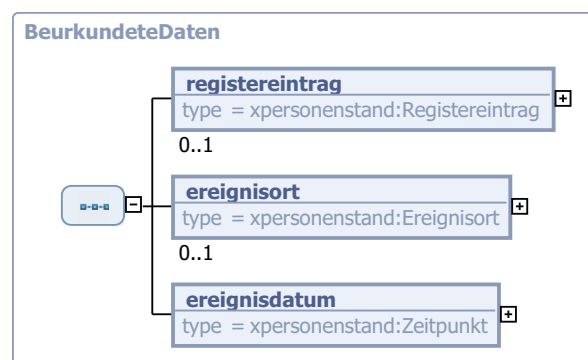 BeurkundeteDaten
registereintrag
type = xpersonenstand:Registereintrag
0..1
ereignisort
type = xpersonenstand:Ereignisort
0..1
ereignisdatum
type = xpersonenstand:Zeitpunkt